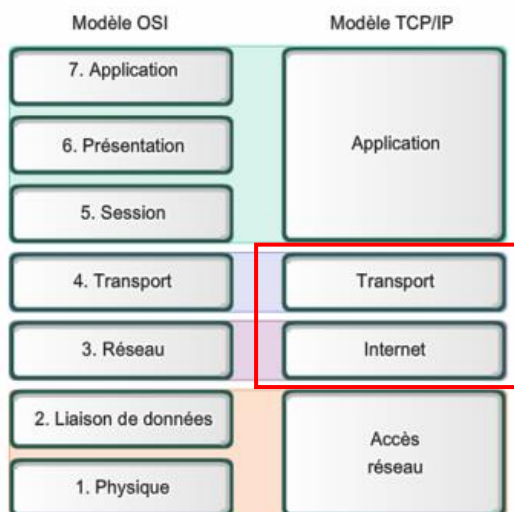 Modèle OSI
Modèle TCP/IP
7. Application
6. Présentation
5. Session
4. Transport
3. Réseau
2. Liaison de données
1. Physique
Application
Transport
Internet
Accès
réseau